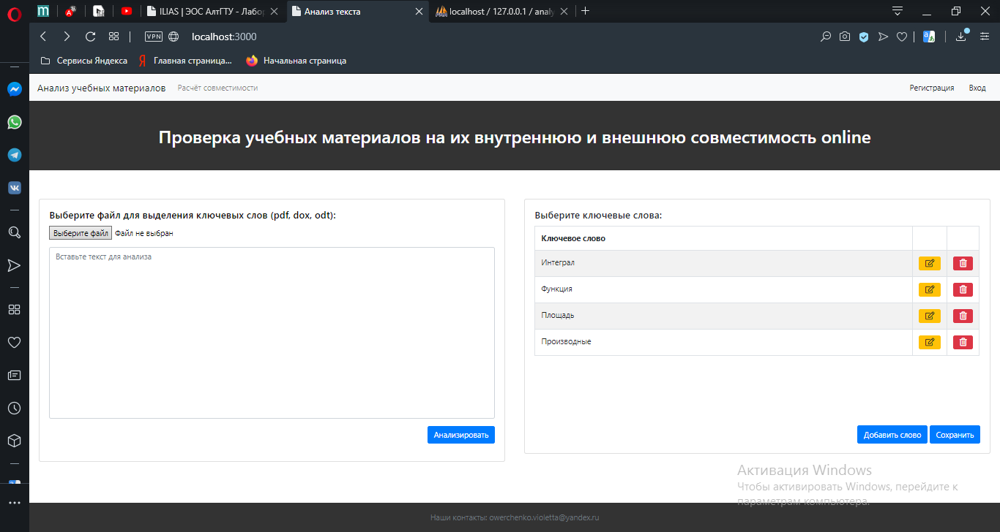 ILIAS | ЭОС АлтГТУ - Лабор
Анализ текста
localhost / 127.0.0.1 / analy
VPN
localhost:3000
Сервисы Яндекса
Я
Главная страница...
Начальная страница
Анализ учебных материалов
Расчёт совместимости
Регистрация
Вход
Проверка учебных материалов на их внутреннюю и внешнюю совместимость online
Выберите файл для выделения ключевых слов (pdf, dox, odt):
Выберите файл Файл не выбран
Вставьте текст для анализа
Анализировать
Выберите ключевые слова:
Ключевое слово
Интеграл
Функция
Площадь
Производные
Добавить слово
Сохранить
Активация Windows
Чтобы активировать Windows, перейдите к
параметрам компьютера.
Наши контакты: owerchenko.violetta@yandex.ru